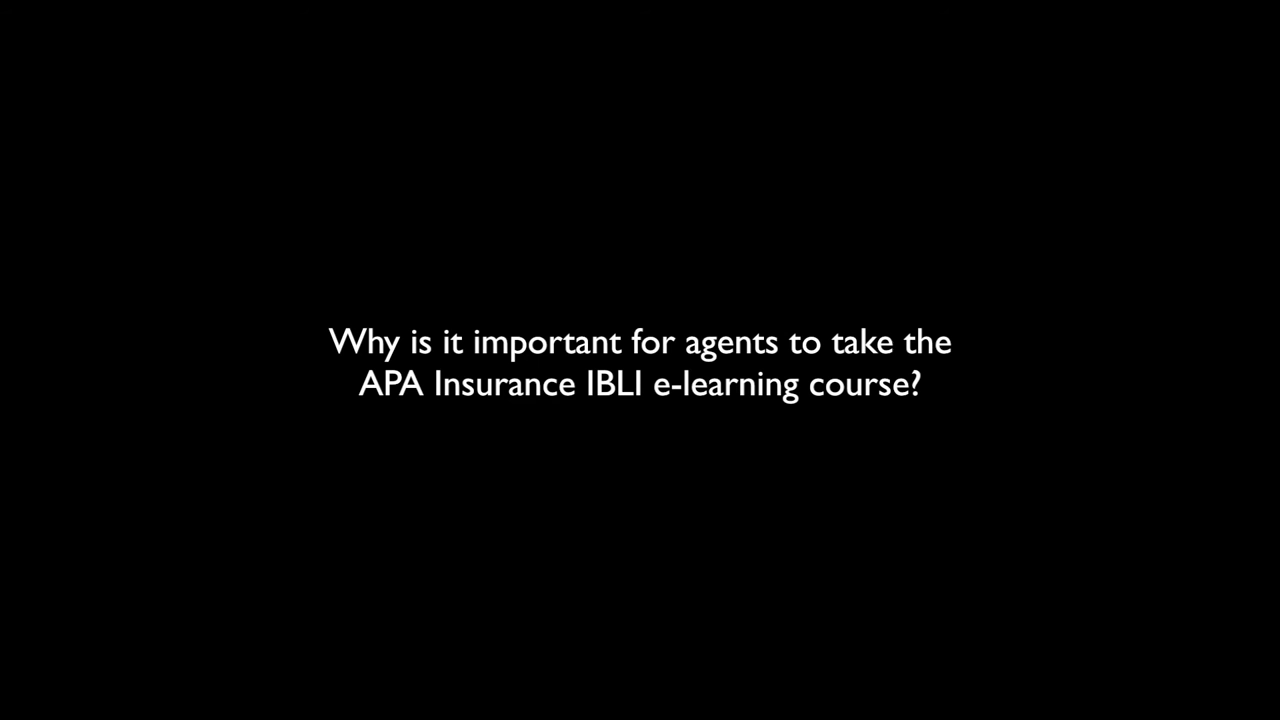 Why is it important for agents to take the
APA Insurance IBLI e-learning course?